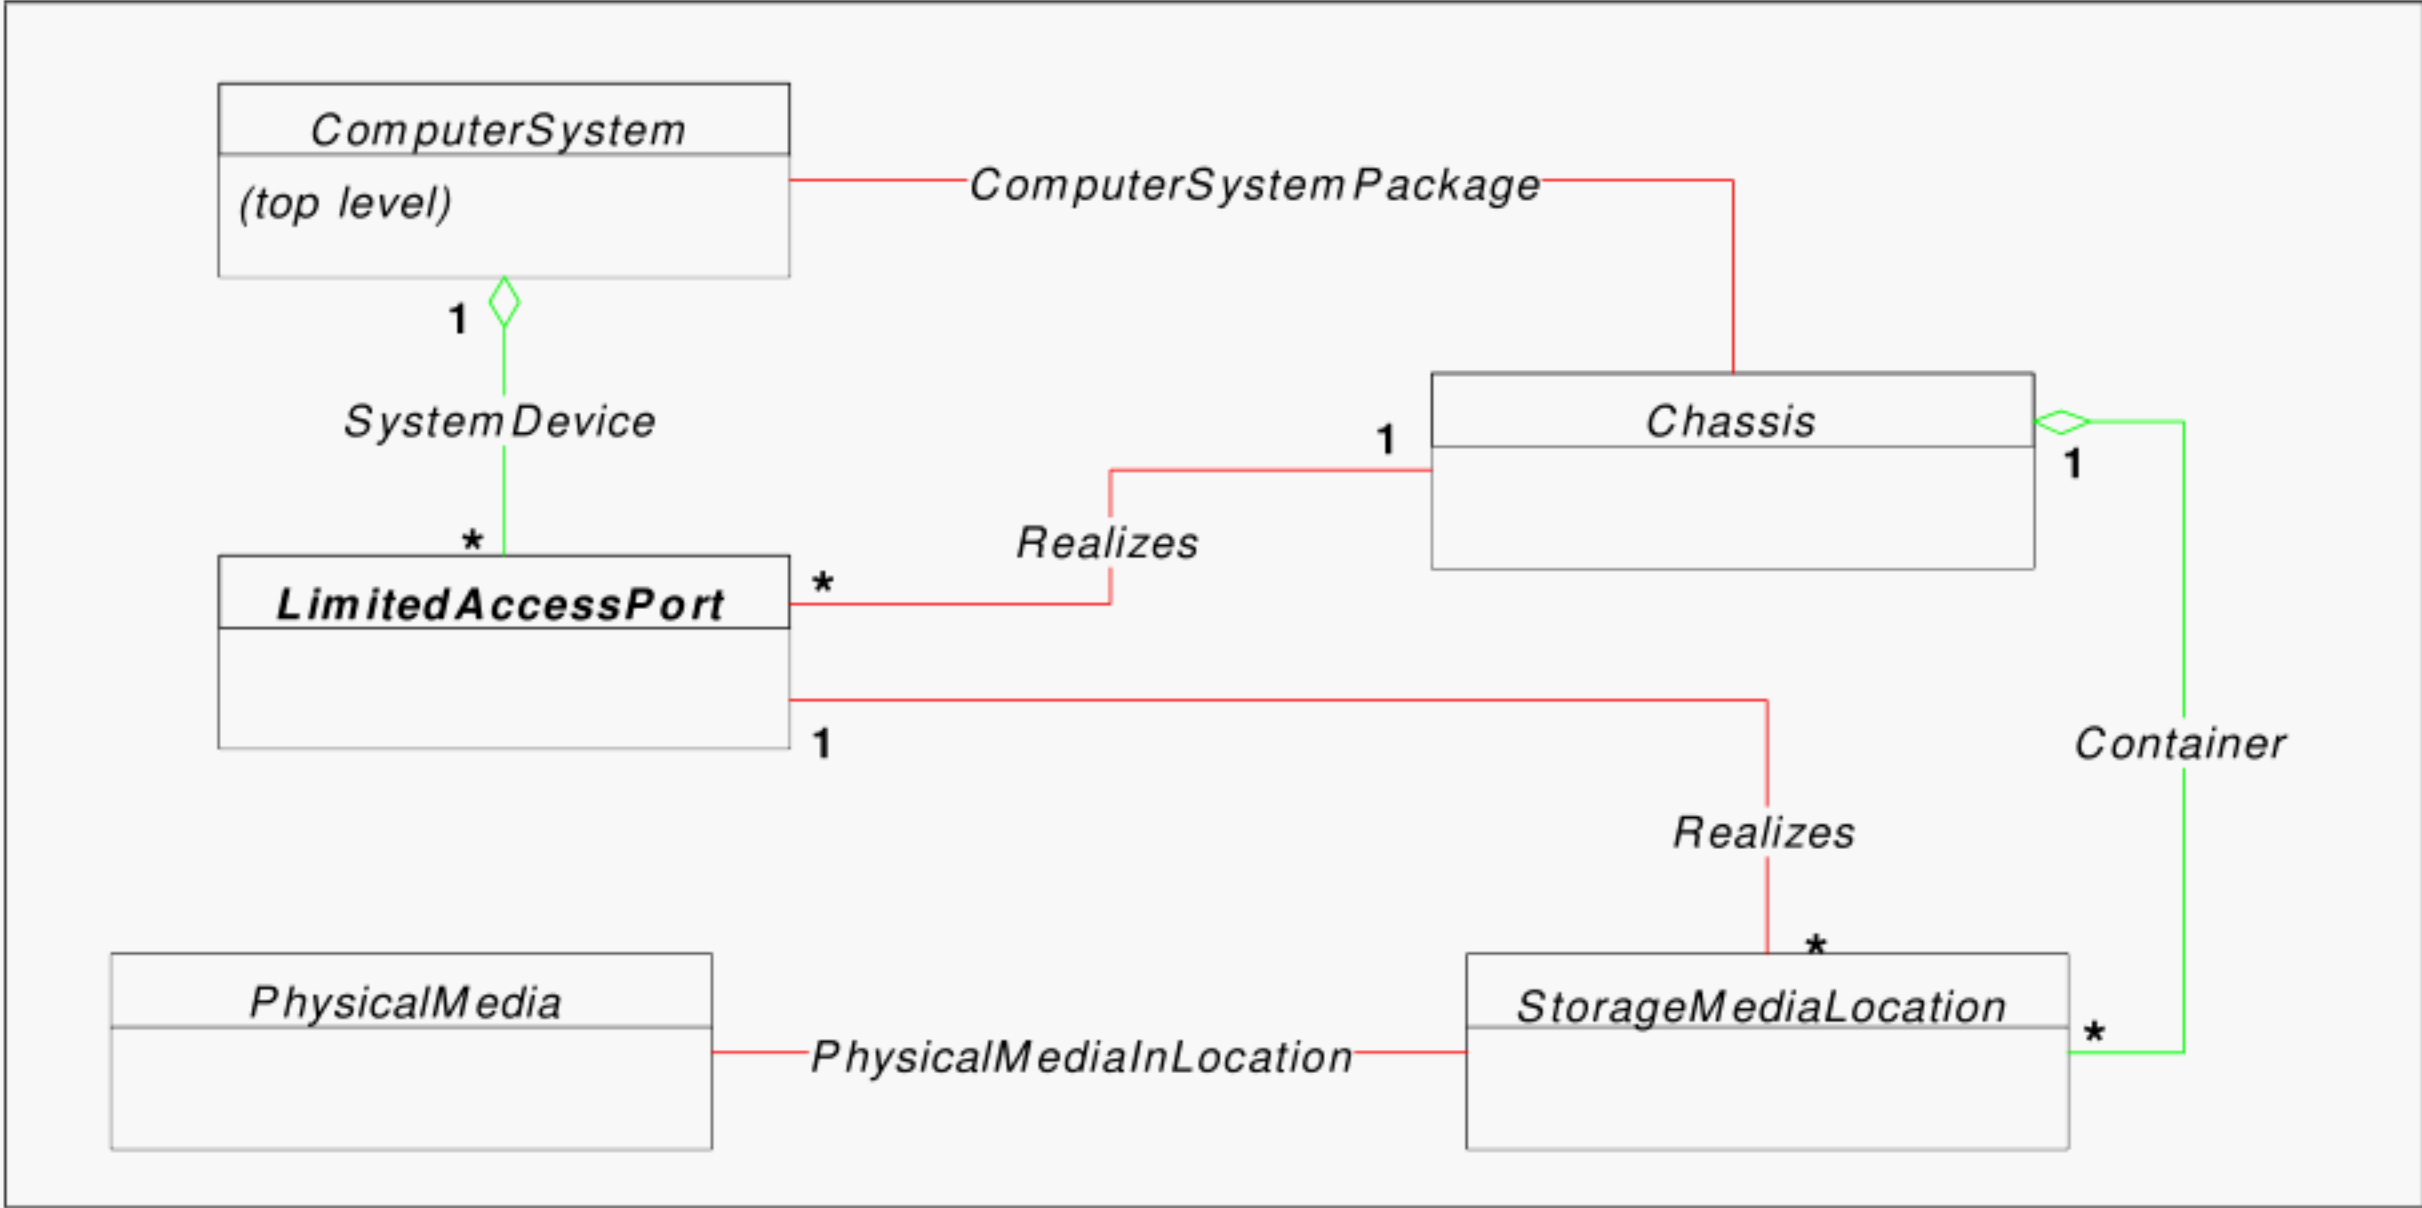 ComputerSystem
(top level)
ComputerSystemPackage
1
SystemDevice
*
Chassis
1
1
Realizes
LimitedAccessPort
*
1
Container
Realizes
*
PhysicalMedia
PhysicalMediaInLocation
StorageMediaLocation
*